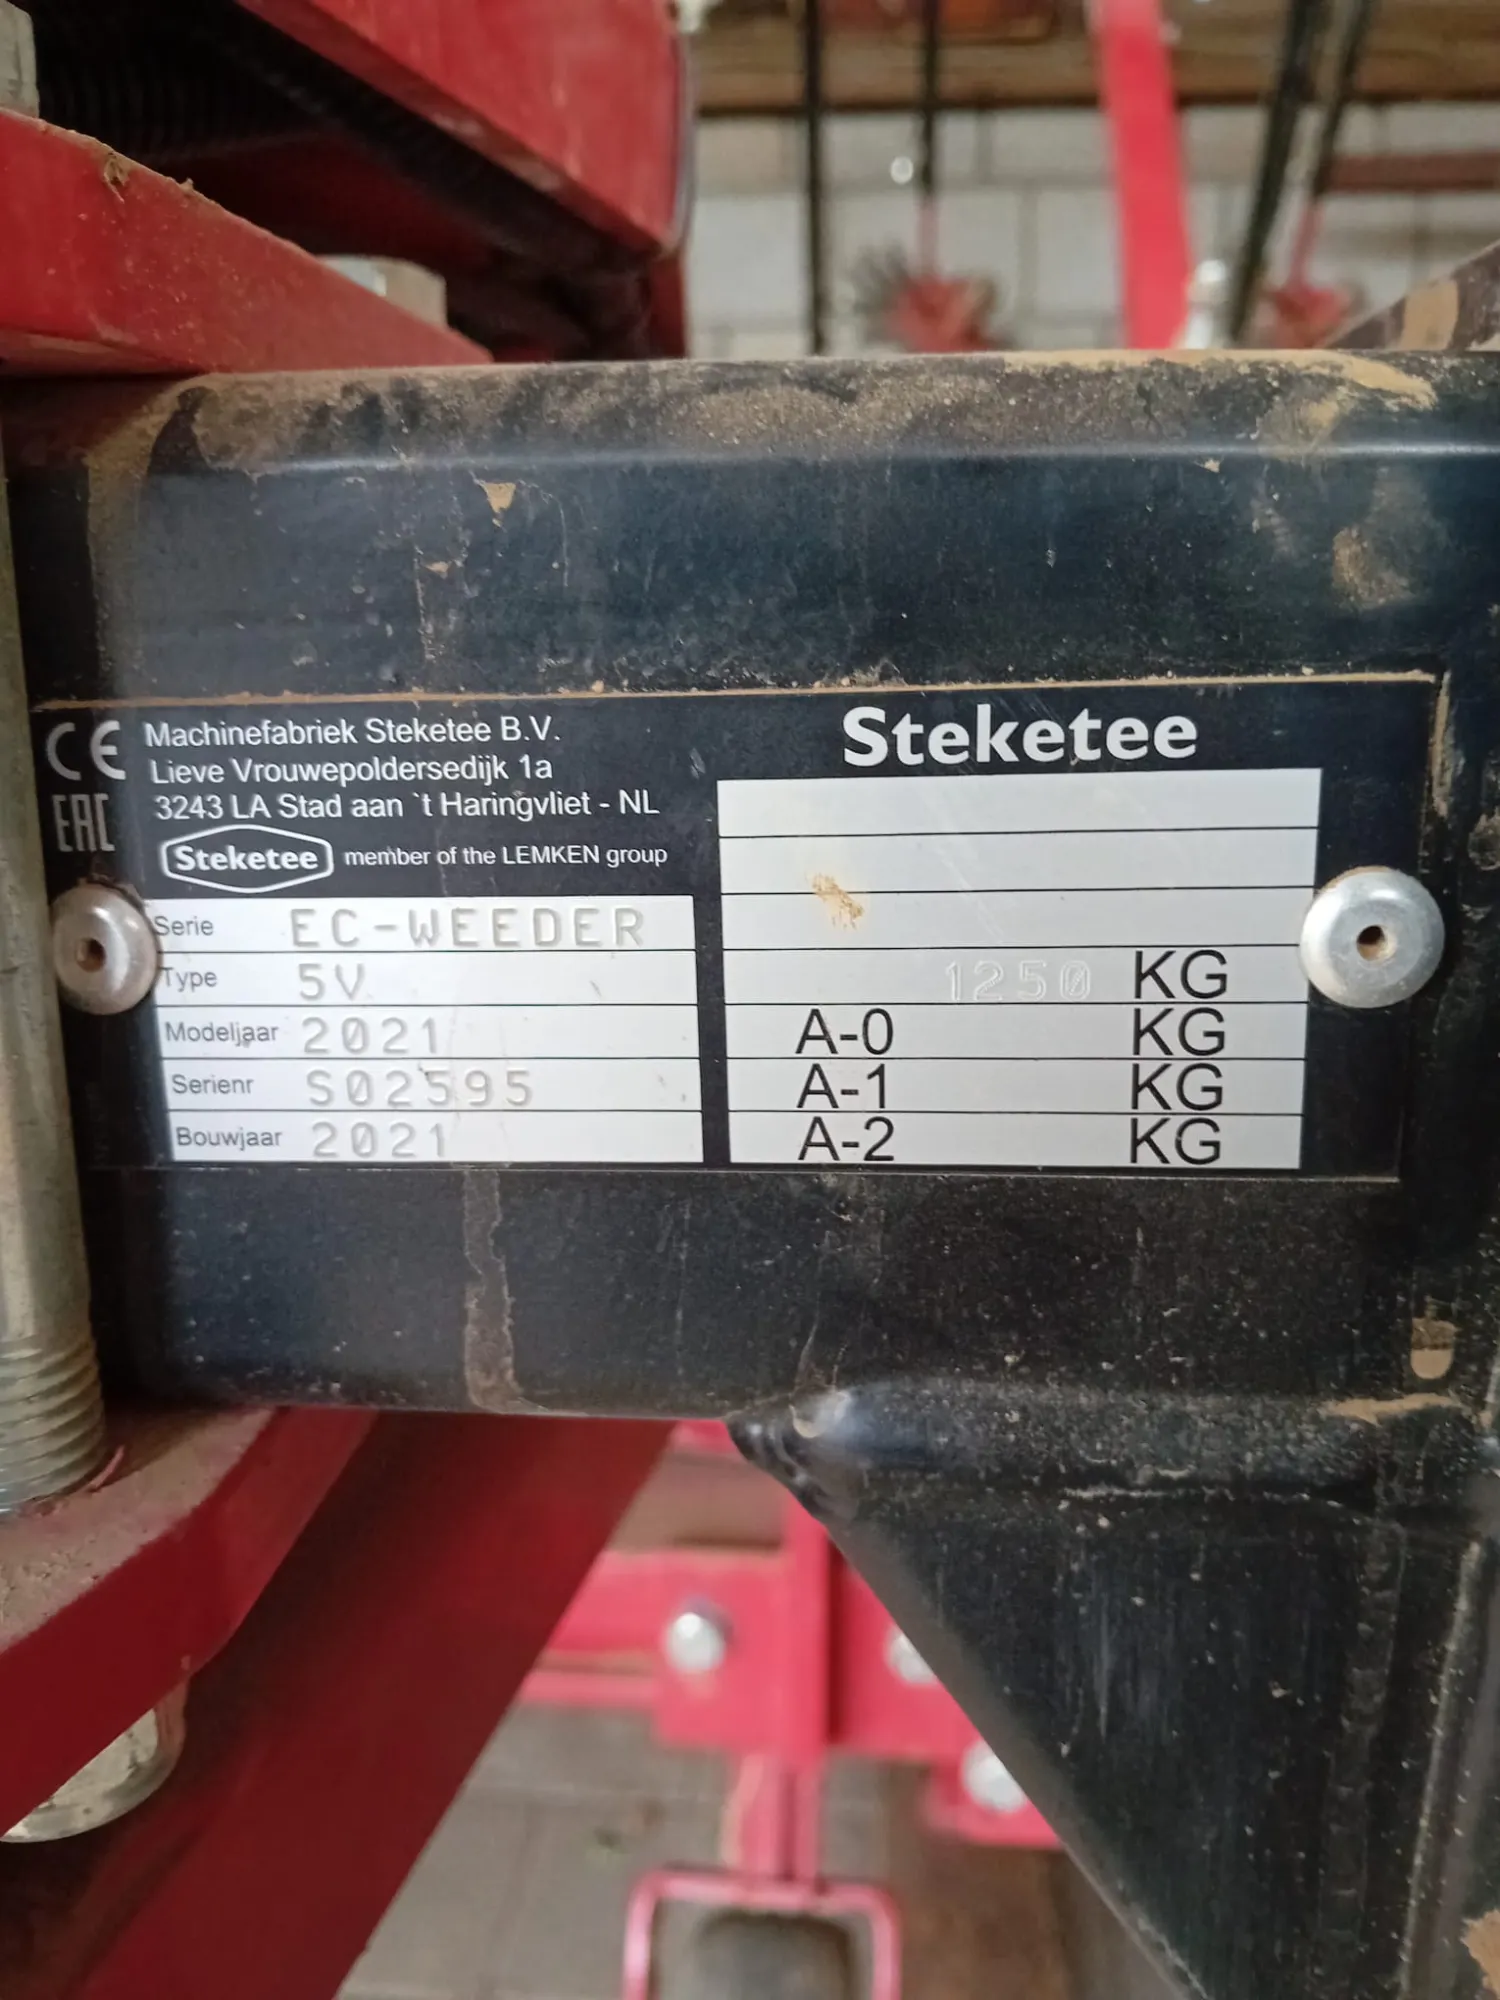 CE
EAC
Machinefabriek Steketee B.V.
Lieve Vrouwepoldersedijk 1a
3243 LA Stad aan `t Haringvliet - NL
Steketee member of the LEMKEN group
Serie EC-WEEDER
Type 5V
Modeljaar 2021
Serienr S02595
Bouwjaar 2021
Steketee
1250 KG
A-0 KG
A-1 KG
A-2 KG